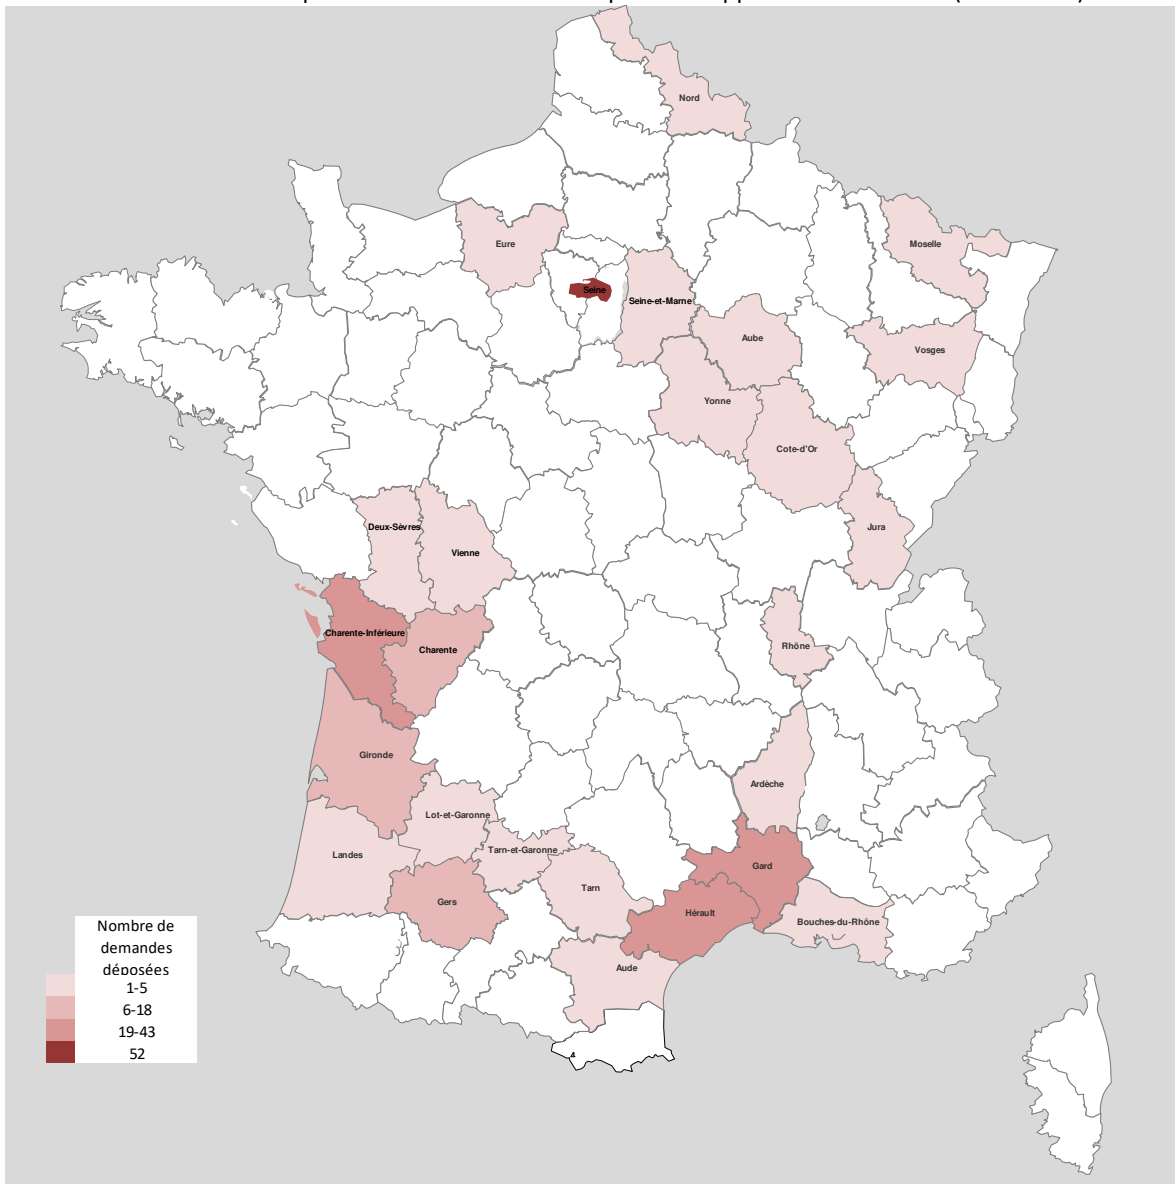 Nord
Eure
Moselle
Seine
Seine-et-Marne
Aube
Vosges
Yonne
Cote-d'Or
Deux-Sèvres
Jura
Vienne
Charente-Inférieure
Rhône
Charente
Gironde
Ardèche
Lot-et-Garonne
Tarn-et-Garonne
Landes
Gard
Tarn
Gers
Hérault
Bouches-du-Rhône
Aude
Nombre de
demandes
déposées
1-5
6-18
19-43
52